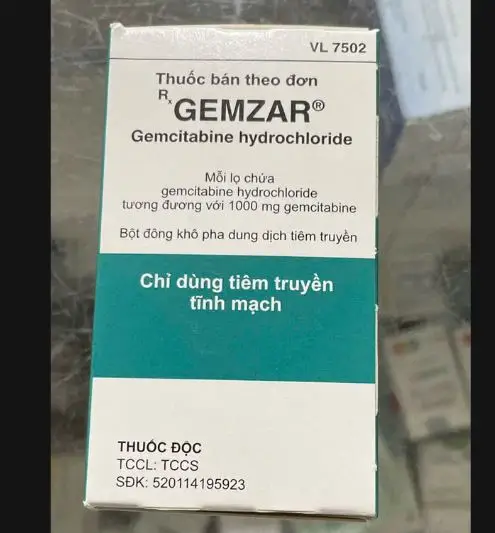 VL 7502
Thuốc bán theo đơn
Rx GEMZAR®
Gemcitabine hydrochloride
Mỗi lọ chứa
gemcitabine hydrochloride
tương đương với 1000 mg gemcitabine
Bột đông khô pha dung dịch tiêm truyền
Chỉ dùng tiêm truyền
tĩnh mạch
THUỐC ĐỘC
TCCL: TCCS
SĐK: 520114195923